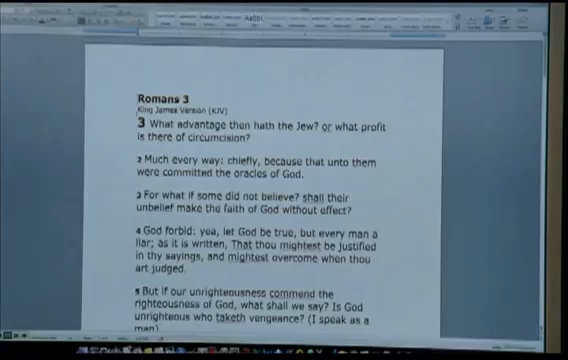 Romans 3
King James Version (KJV)
3 What advantage then hath the Jew? or what profit
is there of circumcision?
2 Much every way: chiefly, because that unto them
were committed the oracles of God.
3 For what if some did not believe? shall their
unbelief make the faith of God without effect?
4 God forbid: yea, let God be true, but every man a
liar; as it is written, That thou mightest be justified
in thy sayings, and mightest overcome when thou
art judged.
5 But if our unrighteousness commend the
righteousness of God, what shall we say? Is God
unrighteous who taketh vengeance? (I speak as a
man)